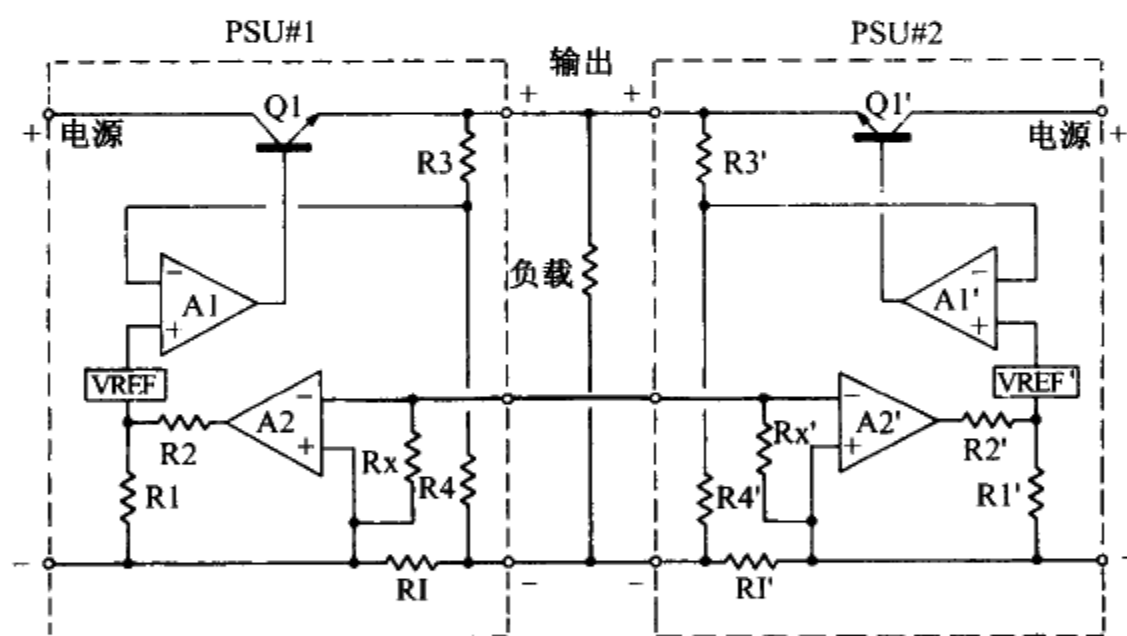 PSU#1
PSU#2
输出
+ +
Q1
Q1'
+ 电源
电源 +
R3
R3'
负载
−
A1
+
−
A1'
+
VREF
VREF'
A2
−
+
−
A2'
+
R2
R2'
Rx
Rx'
R1
R4
R4'
R1'
− − − −
RI
RI'